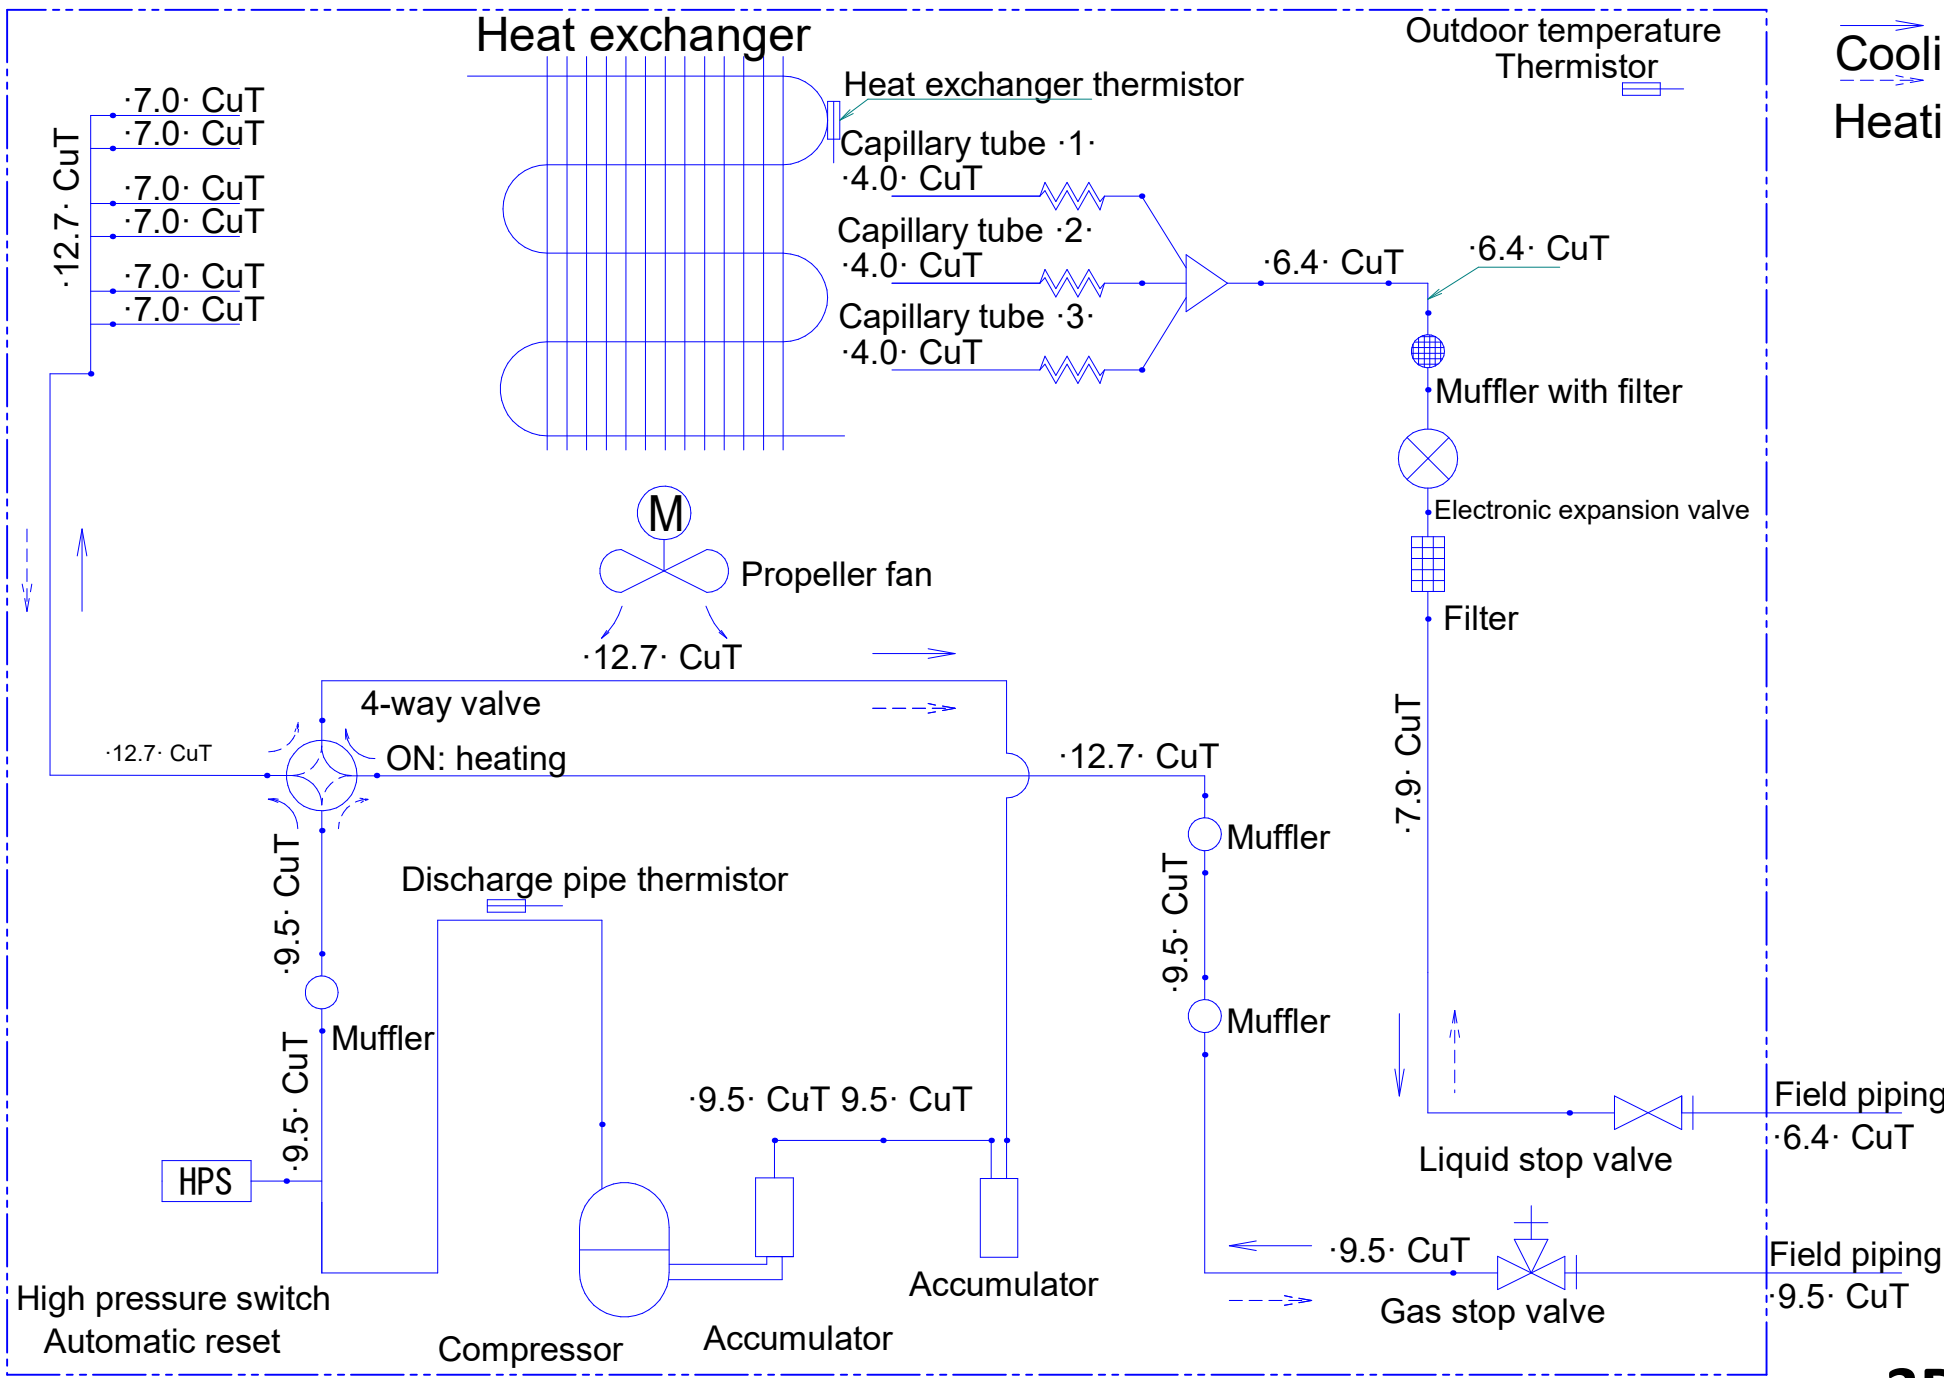 Heat exchanger
Outdoor temperature
Thermistor
Cooli
Heati
Heat exchanger thermistor
·7.0· CuT
·7.0· CuT
·7.0· CuT
·7.0· CuT
·7.0· CuT
·7.0· CuT
·12.7· CuT
Capillary tube ·1·
·4.0· CuT
Capillary tube ·2·
·4.0· CuT
Capillary tube ·3·
·4.0· CuT
·6.4· CuT
·6.4· CuT
Muffler with filter
Electronic expansion valve
Filter
M
Propeller fan
·12.7· CuT
4-way valve
ON: heating
·12.7· CuT
·12.7· CuT
·7.9· CuT
Muffler
·9.5· CuT
Muffler
·9.5· CuT
Discharge pipe thermistor
Muffler
·9.5· CuT
HPS
·9.5· CuT 9.5· CuT
Field piping
·6.4· CuT
Liquid stop valve
·9.5· CuT
Field piping
·9.5· CuT
Gas stop valve
High pressure switch
Automatic reset
Compressor
Accumulator
Accumulator